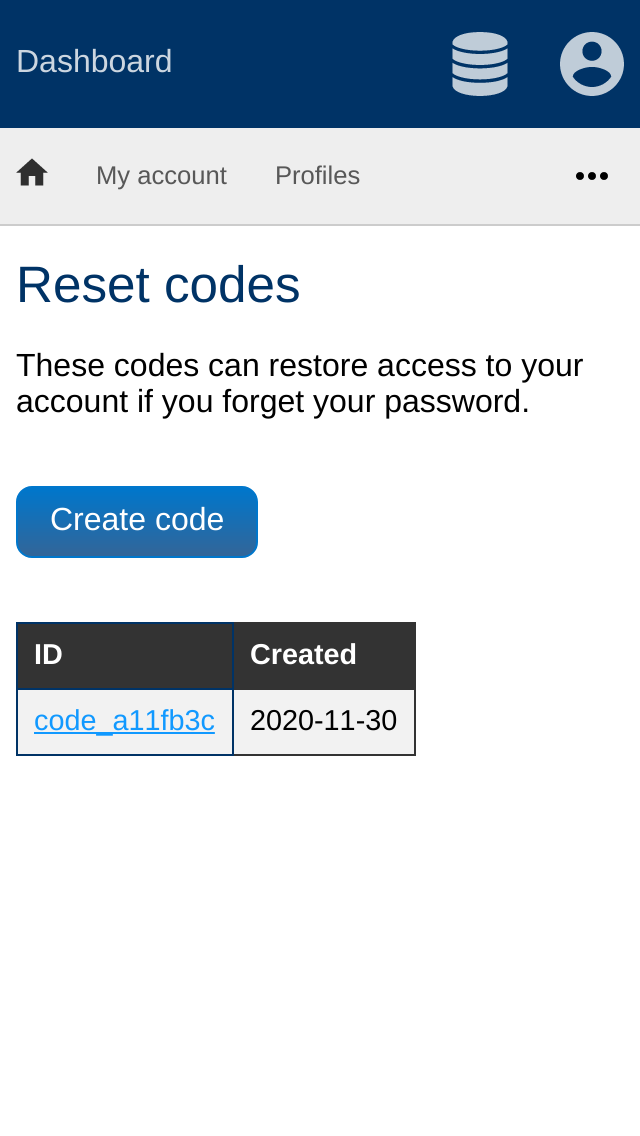 Dashboard
My account Profiles
Reset codes
These codes can restore access to your
account if you forget your password.
Create code
ID Created
code_a11fb3c 2020-11-30